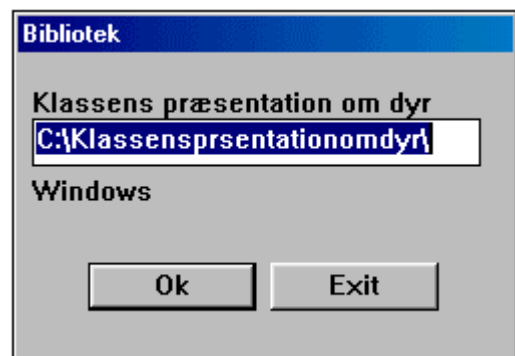 Bibliotek
Klassens præsentation om dyr
C:\Klassensprsentationomdyr\
Windows
Ok Exit